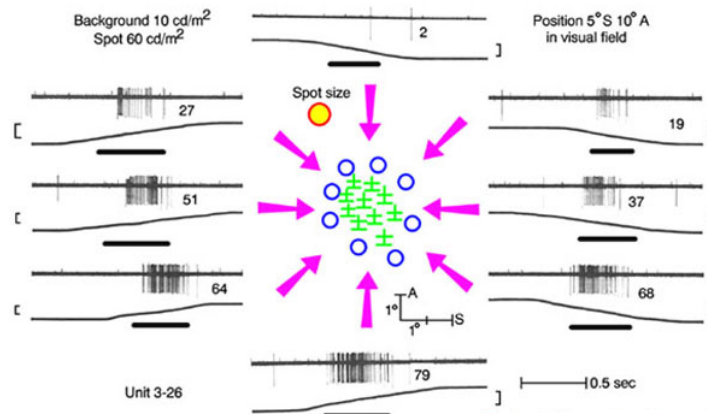 Background 10 cd/m²
Spot 60 cd/m²
2
Position 5°S 10°A
in visual field
27
Spot size
19
51
37
64
A
1°
S
1°
68
79
Unit 3-26
0.5 sec